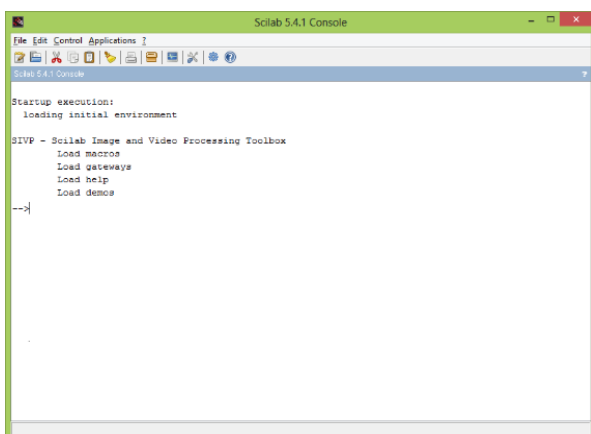 Scilab 5.4.1 Console
File Edit Control Applications ?
Scilab 5.4.1 Console ?
Startup execution:
loading initial environment
SIVP - Scilab Image and Video Processing Toolbox
Load macros
Load gateways
Load help
Load demos
-->